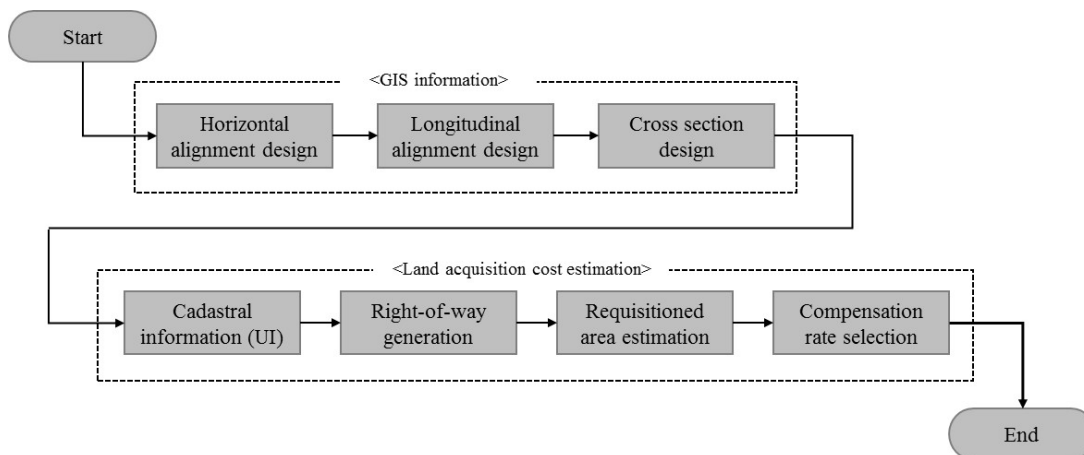 Start
<GIS information>
Horizontal
alignment design
Longitudinal
alignment design
Cross section
design
<Land acquisition cost estimation>
Cadastral
information (UI)
Right-of-way
generation
Requisitioned
area estimation
Compensation
rate selection
End